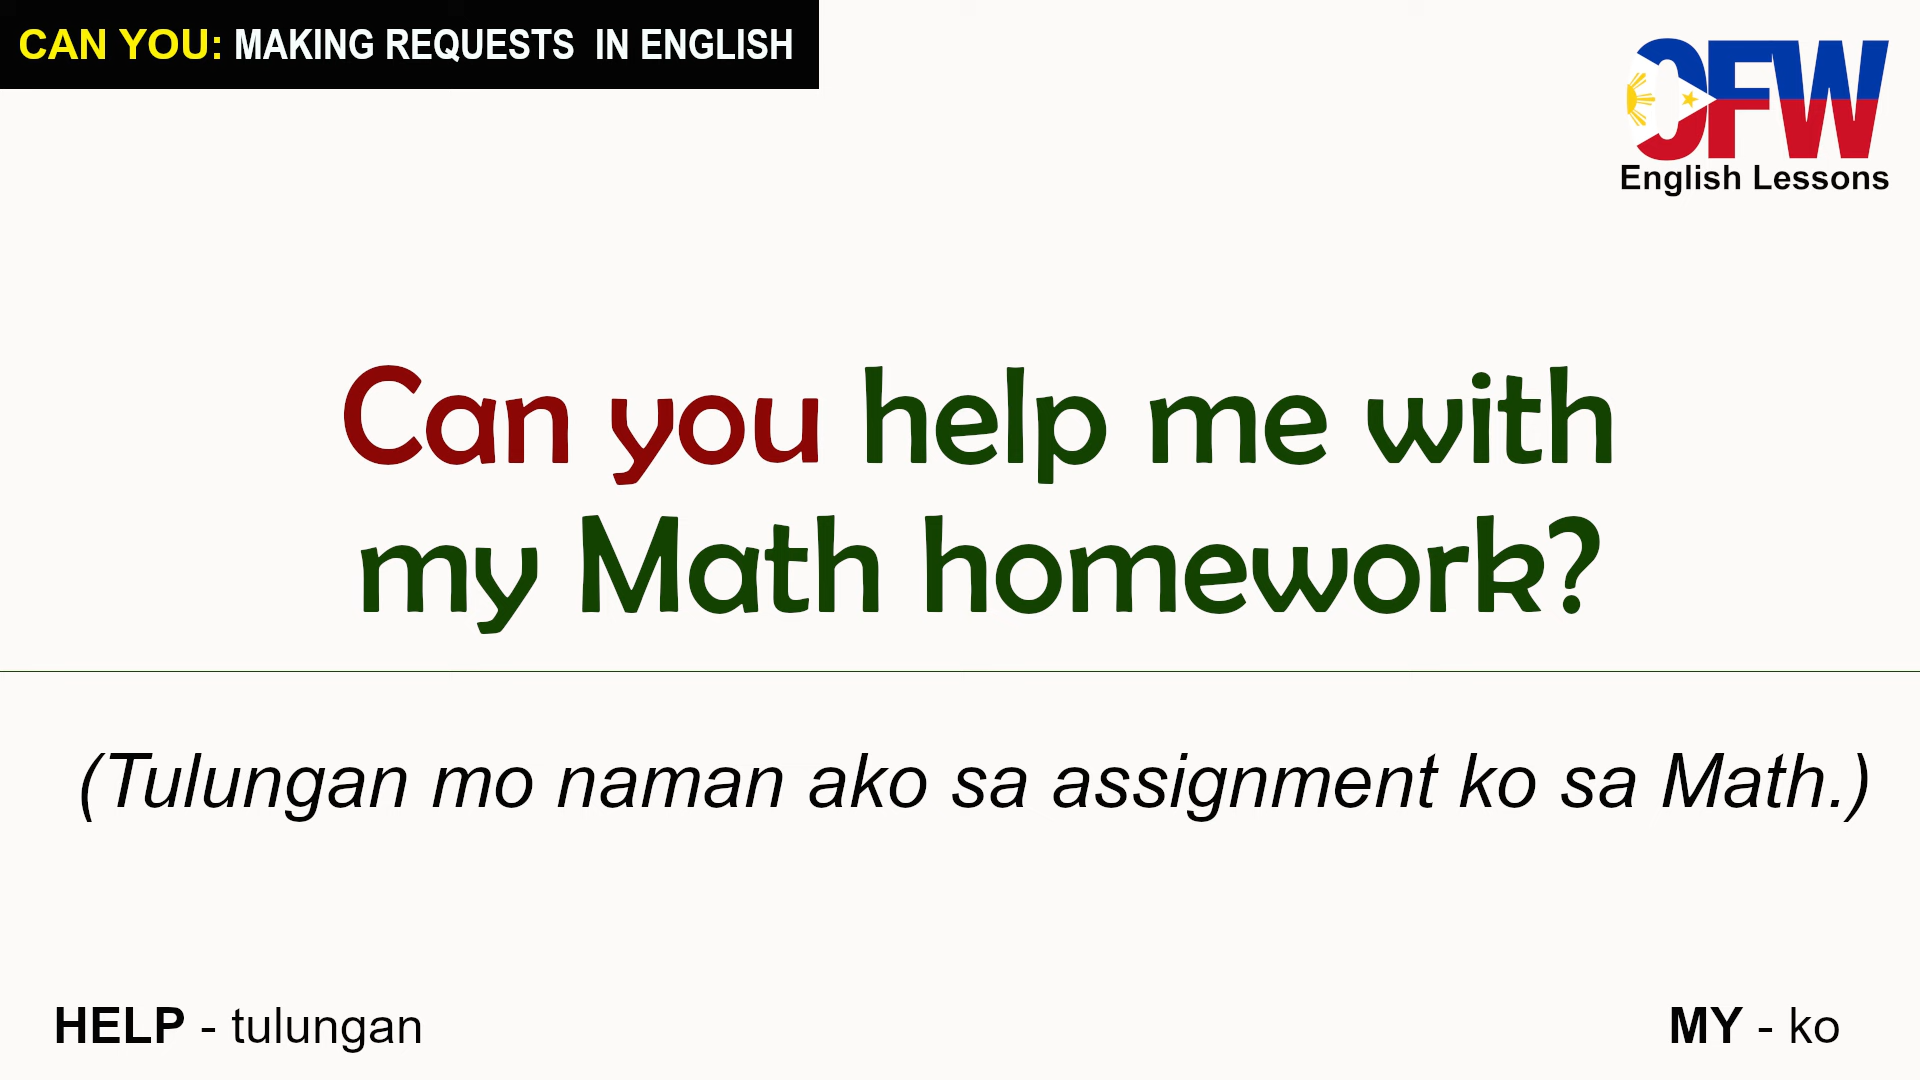 CAN YOU: MAKING REQUESTS IN ENGLISH
OFW
English Lessons
Can you help me with
my Math homework?
(Tulungan mo naman ako sa assignment ko sa Math.)
HELP - tulungan
MY - ko